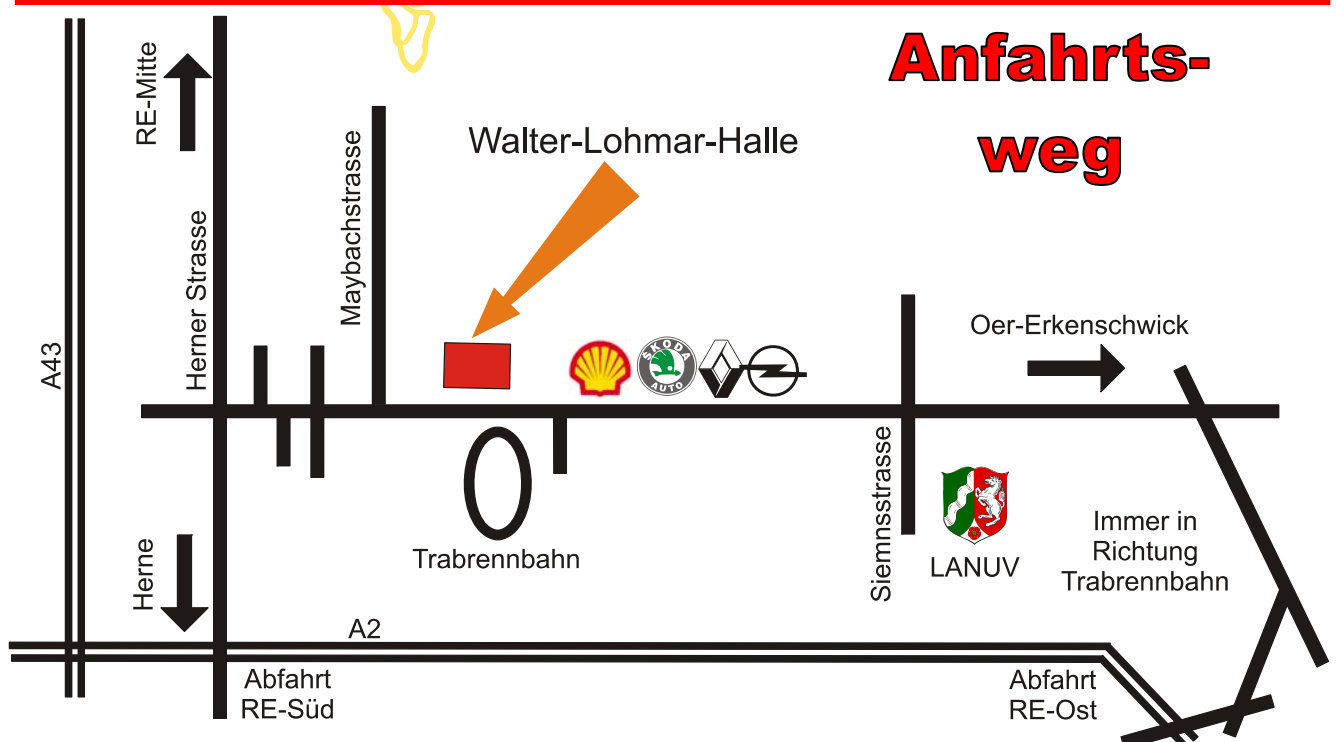 Anfahrts-
weg
RE-Mitte
Walter-Lohmar-Halle
Herner Strasse
Maybachstrasse
A43
Oer-Erkenschwick
ŠKODA
AUTO
Siemnsstrasse
Trabrennbahn
LANUV
Immer in
Richtung
Trabrennbahn
Herne
A2
Abfahrt
RE-Süd
Abfahrt
RE-Ost